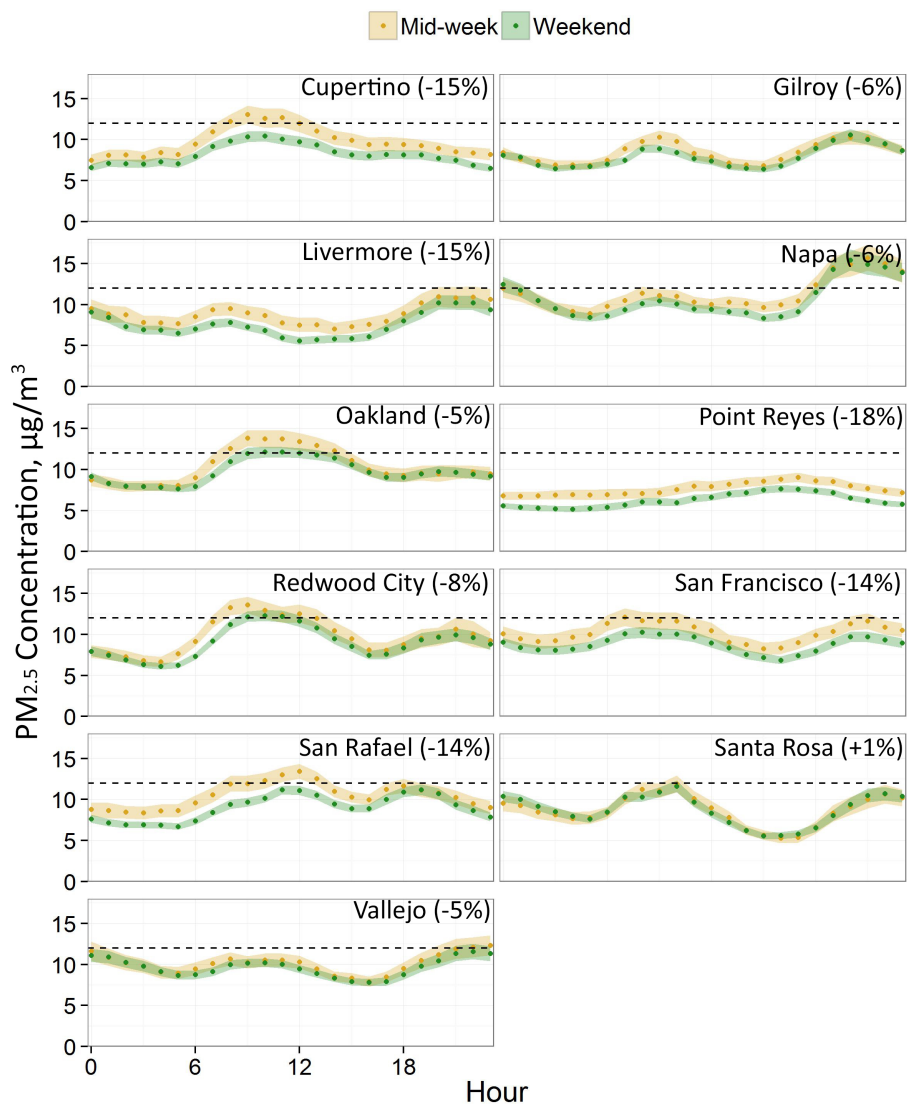 Mid-week Weekend
Cupertino (-15%)
Gilroy (-6%)
15
10
5
0
Livermore (-15%)
Napa (-6%)
15
10
5
0
Oakland (-5%)
Point Reyes (-18%)
15
10
5
0
Redwood City (-8%)
San Francisco (-14%)
15
10
5
0
San Rafael (-14%)
Santa Rosa (+1%)
15
10
5
0
Vallejo (-5%)
15
10
5
0
0 6 12 18
Hour
PM2.5 Concentration, µg/m³